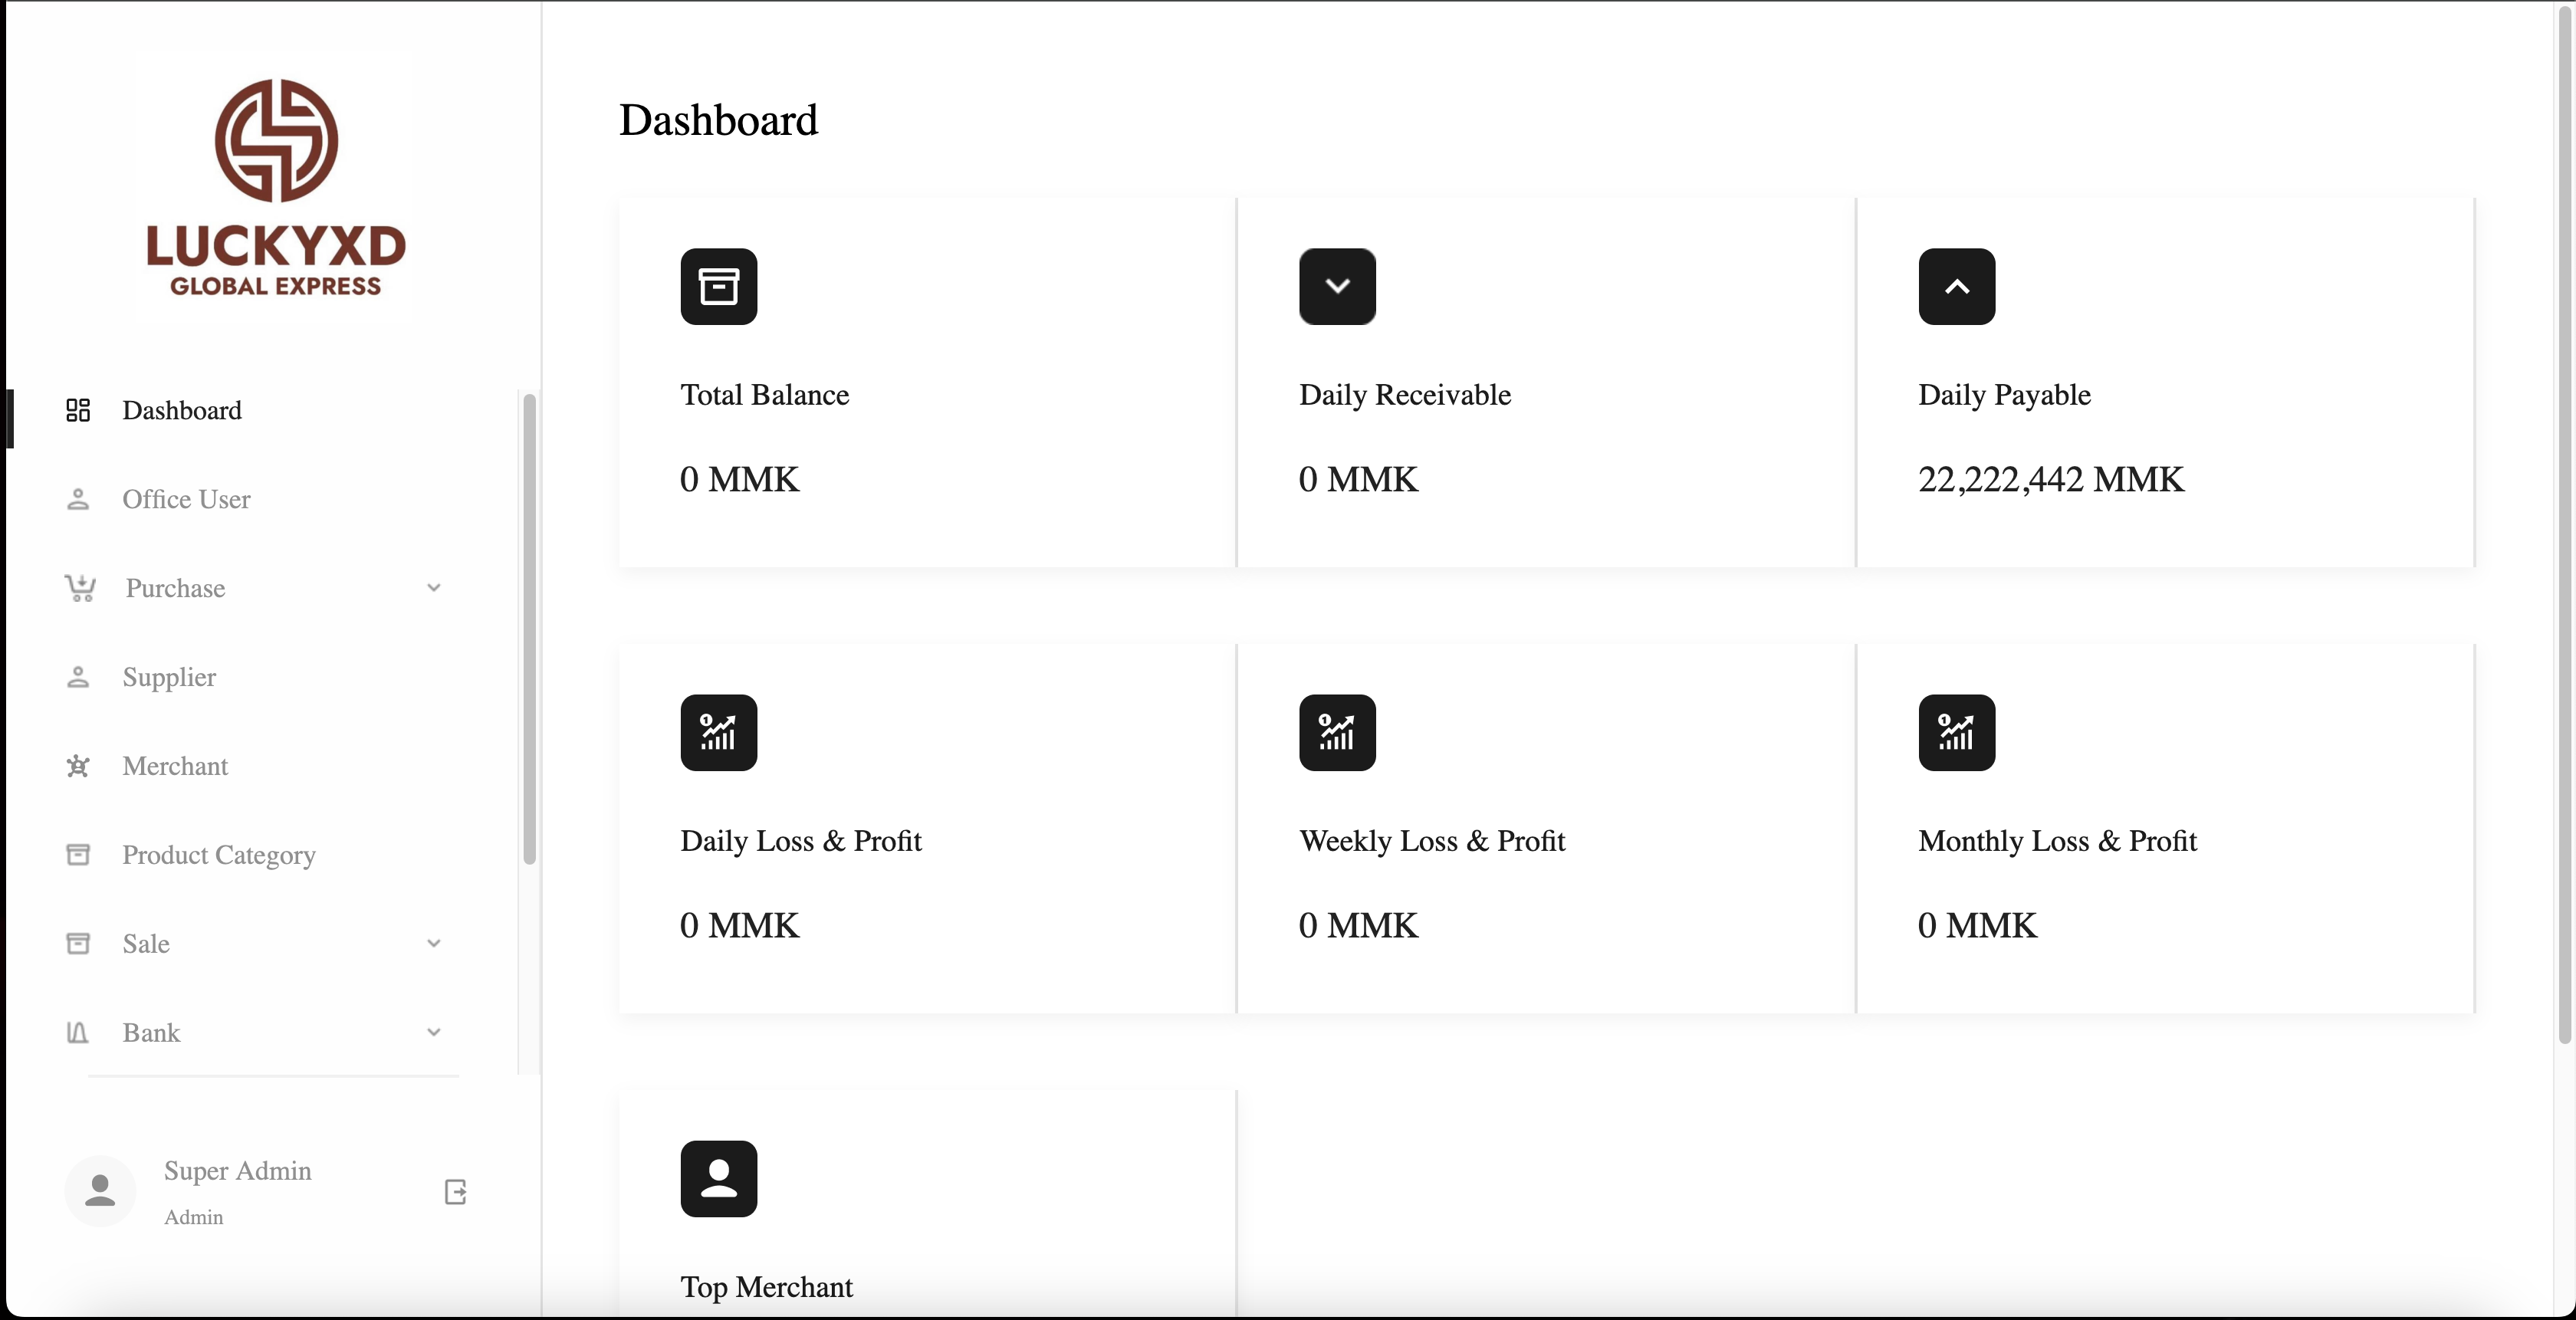 LUCKYXD
GLOBAL EXPRESS
Dashboard
Office User
Purchase
Supplier
Merchant
Product Category
Sale
Bank
Super Admin
Admin
Dashboard
Total Balance
0 MMK
Daily Receivable
0 MMK
Daily Payable
22,222,442 MMK
Daily Loss & Profit
0 MMK
Weekly Loss & Profit
0 MMK
Monthly Loss & Profit
0 MMK
Top Merchant